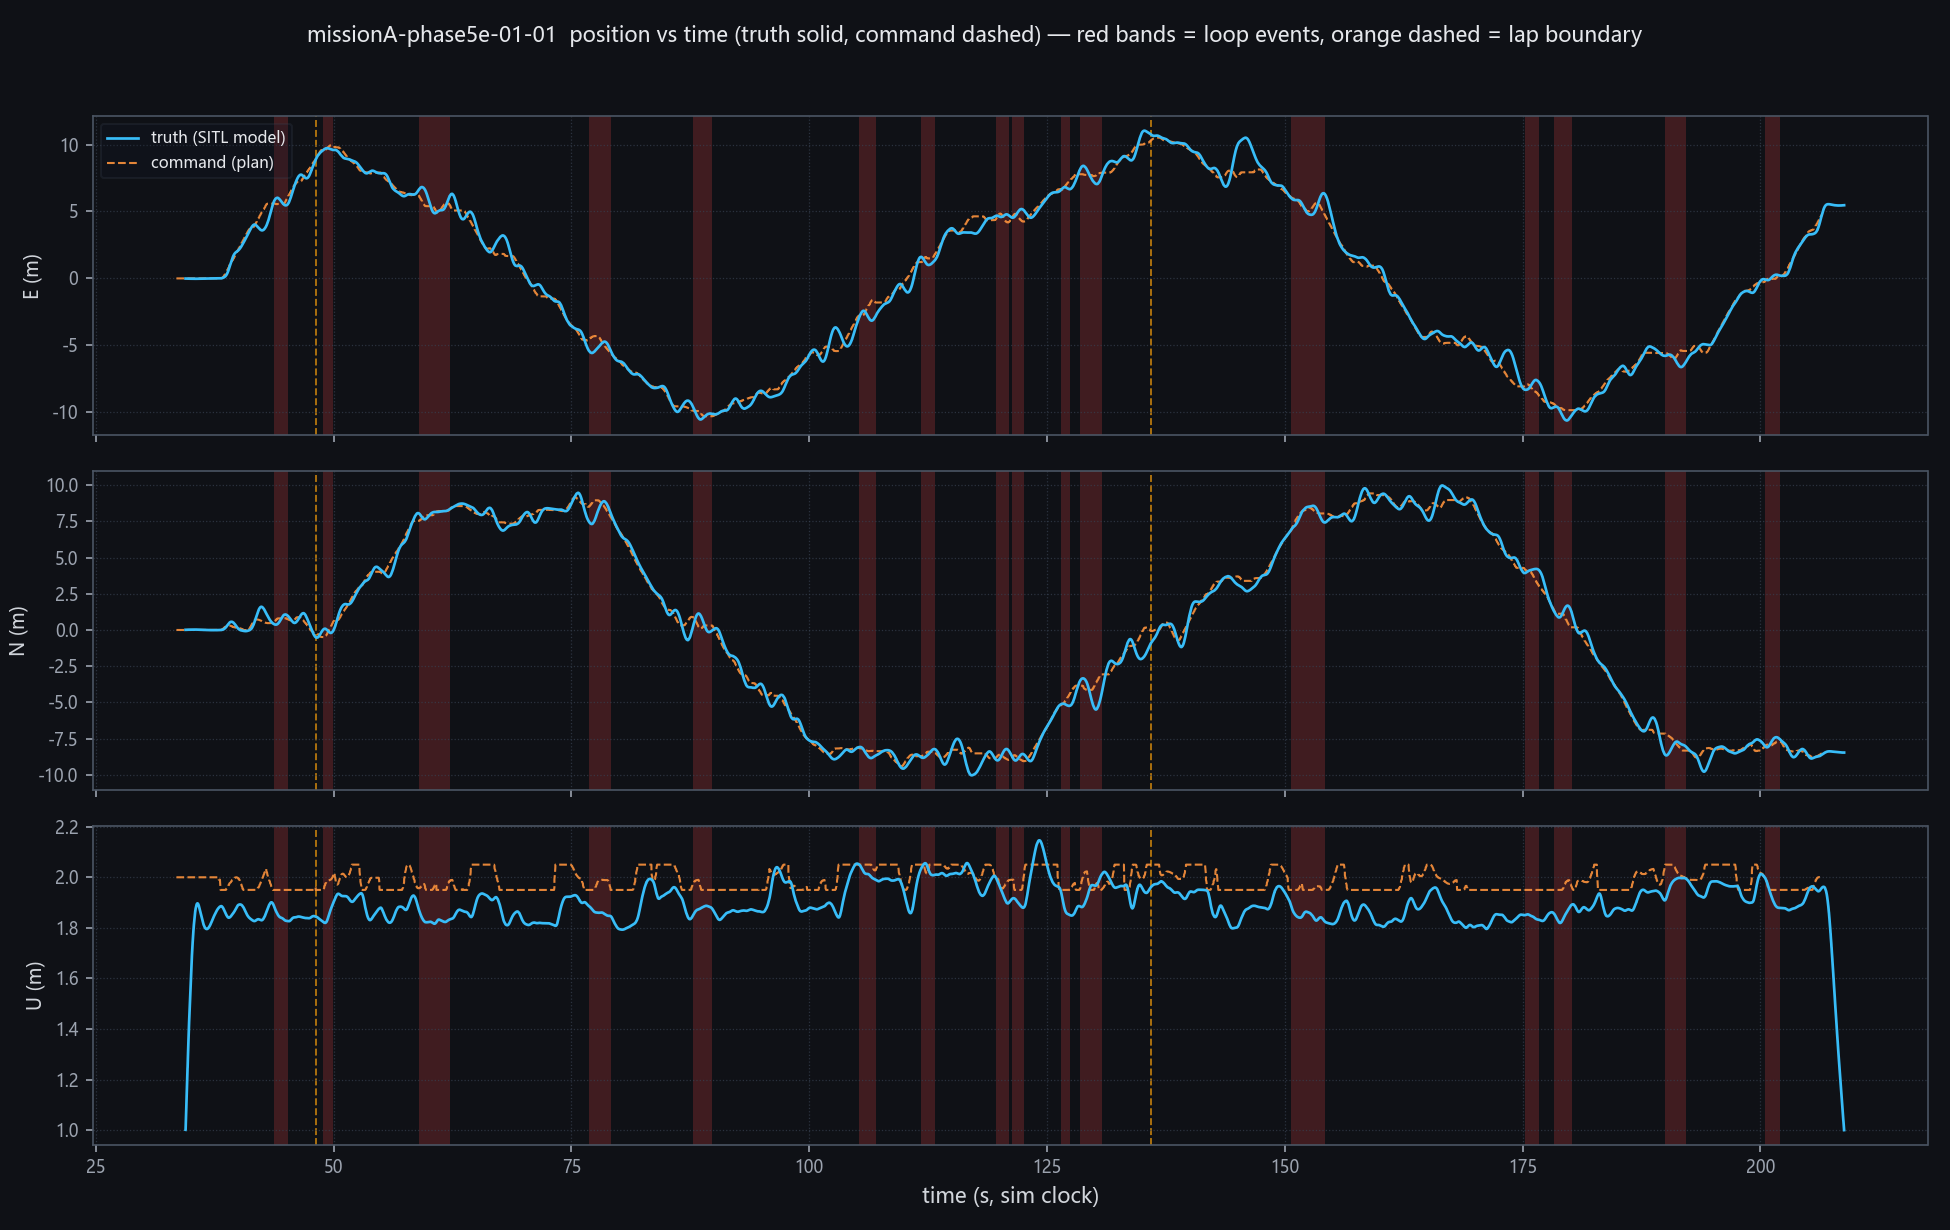 missionA-phase5e-01-01 position vs time (truth solid, command dashed) — red bands = loop events, orange dashed = lap boundary
truth (SITL model)
command (plan)
E (m)
10
5
0
-5
-10
N (m)
10.0
7.5
5.0
2.5
0.0
-2.5
-5.0
-7.5
-10.0
U (m)
2.2
2.0
1.8
1.6
1.4
1.2
1.0
25 50 75 100 125 150 175 200
time (s, sim clock)